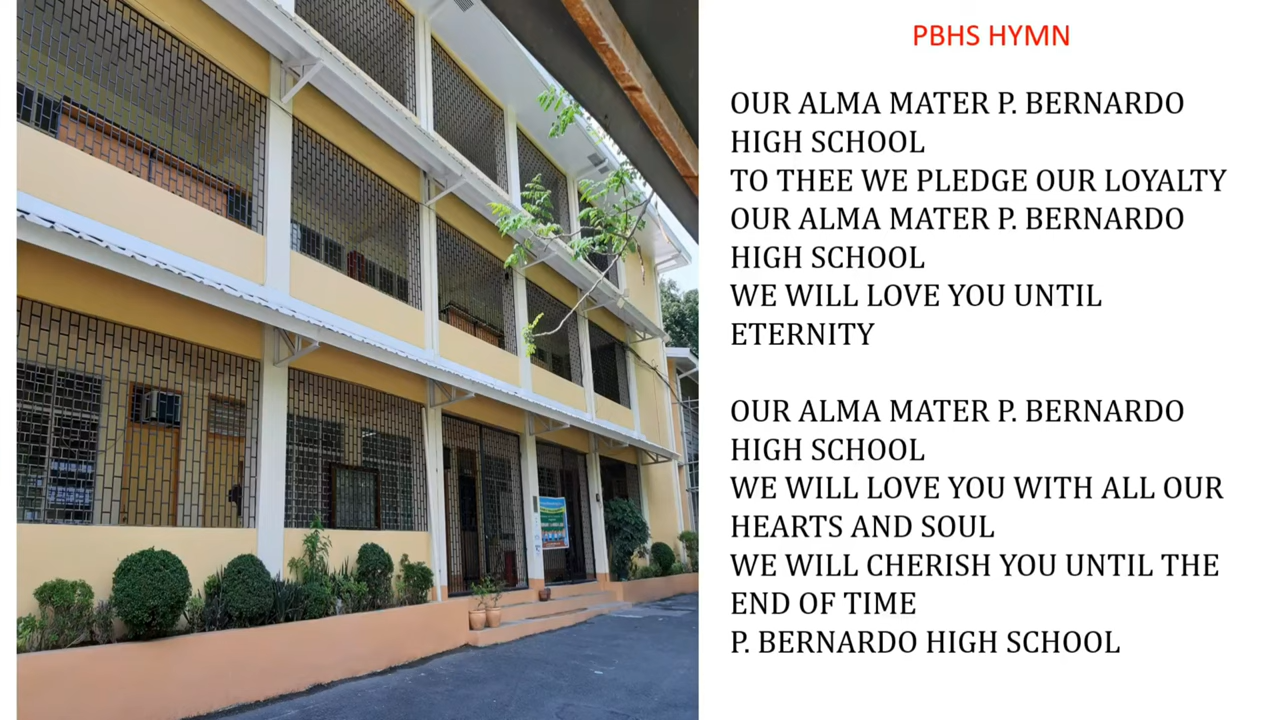 PBHS HYMN
OUR ALMA MATER P. BERNARDO
HIGH SCHOOL
TO THEE WE PLEDGE OUR LOYALTY
OUR ALMA MATER P. BERNARDO
HIGH SCHOOL
WE WILL LOVE YOU UNTIL
ETERNITY
OUR ALMA MATER P. BERNARDO
HIGH SCHOOL
WE WILL LOVE YOU WITH ALL OUR
HEARTS AND SOUL
WE WILL CHERISH YOU UNTIL THE
END OF TIME
P. BERNARDO HIGH SCHOOL